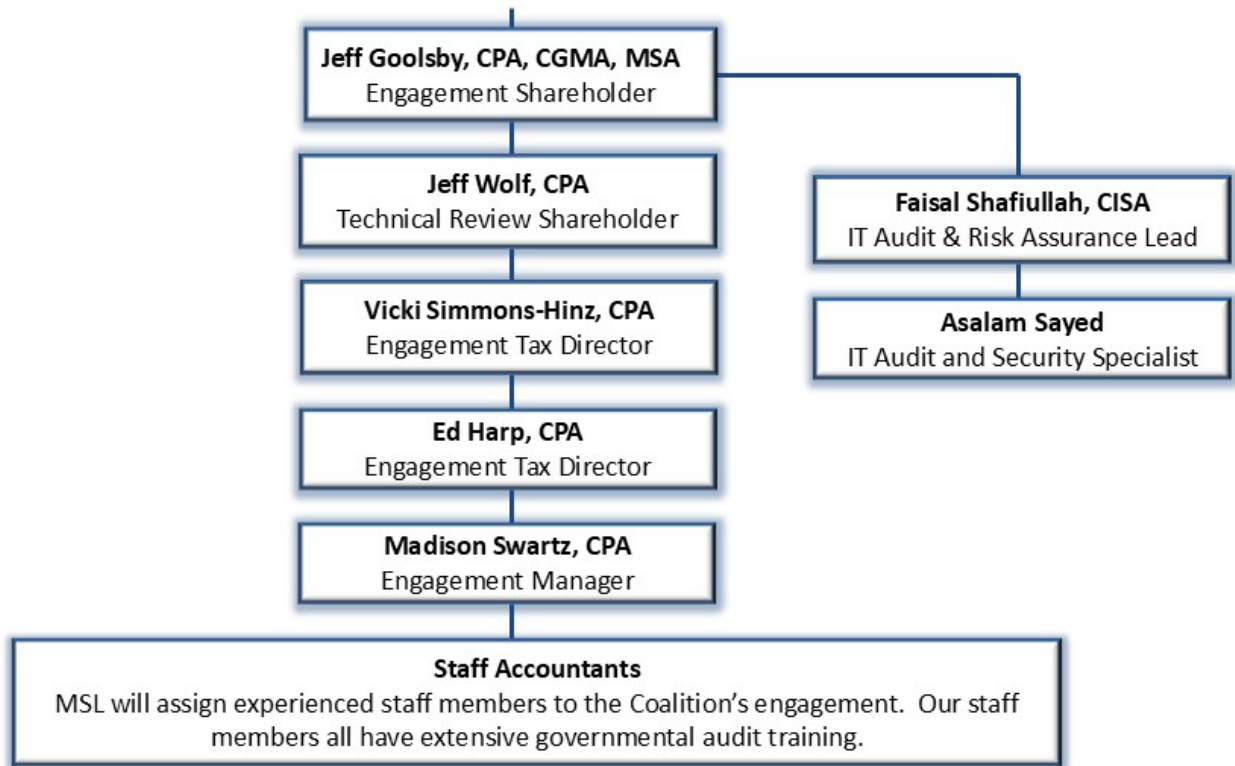 Jeff Goolsby, CPA, CGMA, MSA
Engagement Shareholder
Jeff Wolf, CPA
Technical Review Shareholder
Vicki Simmons-Hinz, CPA
Engagement Tax Director
Ed Harp, CPA
Engagement Tax Director
Madison Swartz, CPA
Engagement Manager
Faisal Shafiullah, CISA
IT Audit & Risk Assurance Lead
Asalam Sayed
IT Audit and Security Specialist
Staff Accountants
MSL will assign experienced staff members to the Coalition’s engagement.  Our staff
members all have extensive governmental audit training.